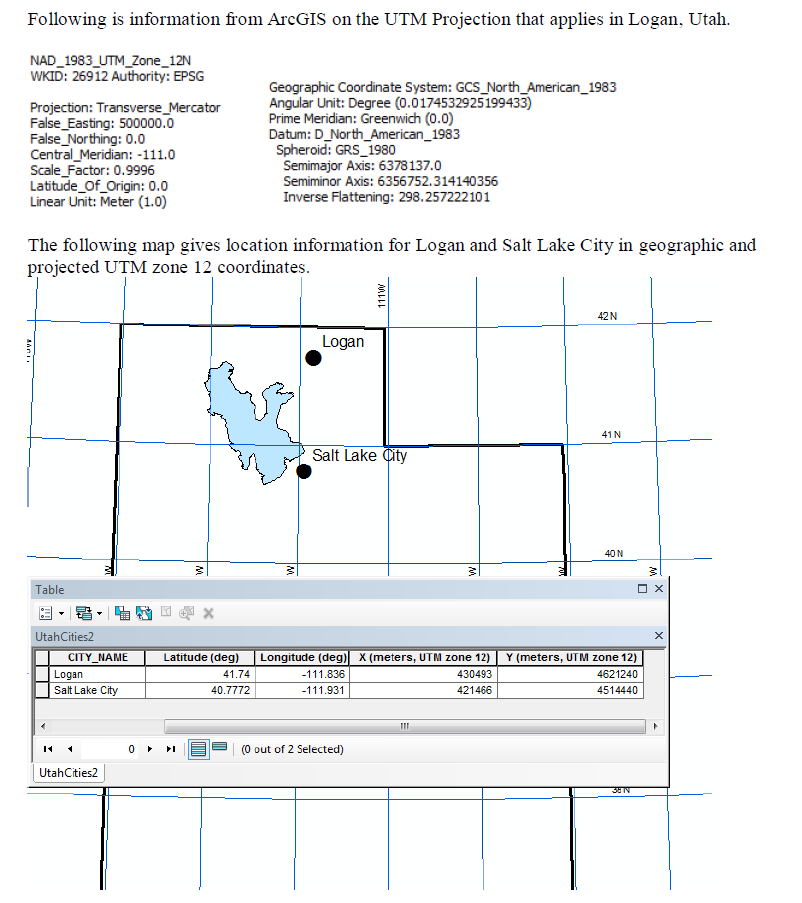 Following is information from ArcGIS on the UTM Projection that applies in Logan, Utah.
NAD_1983_UTM_Zone_12N
WKID: 26912 Authority: EPSG
Projection: Transverse_Mercator
False_Easting: 500000.0
False_Northing: 0.0
Central_Meridian: -111.0
Scale_Factor: 0.9996
Latitude_Of_Origin: 0.0
Linear Unit: Meter (1.0)
Geographic Coordinate System: GCS_North_American_1983
Angular Unit: Degree (0.0174532925199433)
Prime Meridian: Greenwich (0.0)
Datum: D_North_American_1983
Spheroid: GRS_1980
Semimajor Axis: 6378137.0
Semiminor Axis: 6356752.314140356
Inverse Flattening: 298.257222101
The following map gives location information for Logan and Salt Lake City in geographic and
projected UTM zone 12 coordinates.
111W
42 N
Logan
41 N
Salt Lake City
40 N
W W W W W W
Table
UtahCities2
CITY_NAME Latitude (deg) Longitude (deg) X (meters, UTM zone 12) Y (meters, UTM zone 12)
Logan 41.74 -111.836 430493 4621240
Salt Lake City 40.7772 -111.931 421466 4514440
0 (0 out of 2 Selected)
UtahCities2
38 N